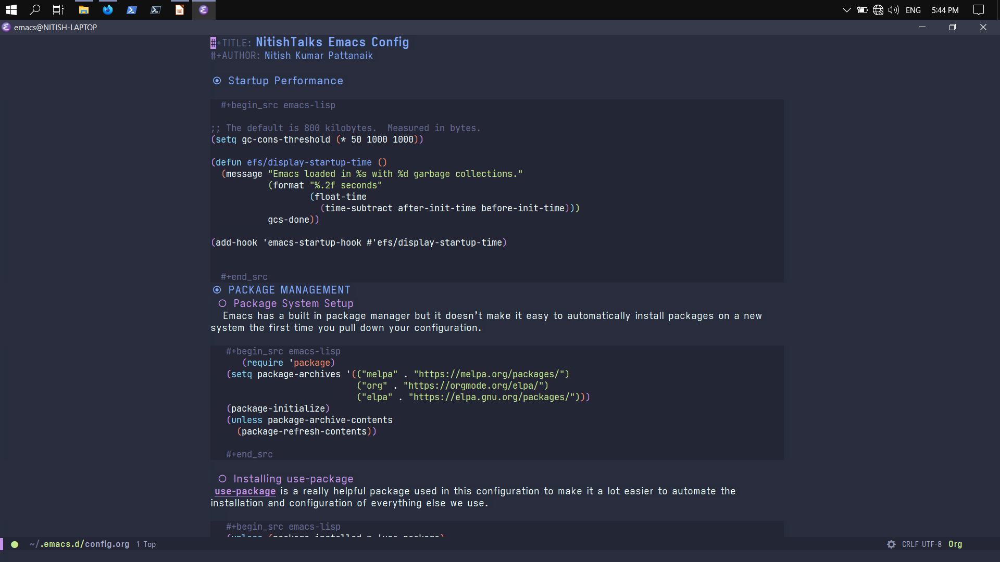 ENG 5:44 PM
emacs@NITISH-LAPTOP
#+TITLE: NitishTalks Emacs Config
#+AUTHOR: Nitish Kumar Pattanaik
Startup Performance
#+begin_src emacs-lisp
;; The default is 800 kilobytes.  Measured in bytes.
(setq gc-cons-threshold (* 50 1000 1000))
(defun efs/display-startup-time ()
(message "Emacs loaded in %s with %d garbage collections."
(format "%.2f seconds"
(float-time
(time-subtract after-init-time before-init-time)))
gcs-done))
(add-hook 'emacs-startup-hook #'efs/display-startup-time)
#+end_src
PACKAGE MANAGEMENT
Package System Setup
Emacs has a built in package manager but it doesn’t make it easy to automatically install packages on a new
system the first time you pull down your configuration.
#+begin_src emacs-lisp
(require 'package)
(setq package-archives '(("melpa" . "https://melpa.org/packages/")
("org" . "https://orgmode.org/elpa/")
("elpa" . "https://elpa.gnu.org/packages/")))
(package-initialize)
(unless package-archive-contents
(package-refresh-contents))
#+end_src
Installing use-package
use-package is a really helpful package used in this configuration to make it a lot easier to automate the
installation and configuration of everything else we use.
#+begin_src emacs-lisp
(unless (package-installed-p 'use-package)
~/.emacs.d/config.org 1 Top CRLF UTF-8 Org